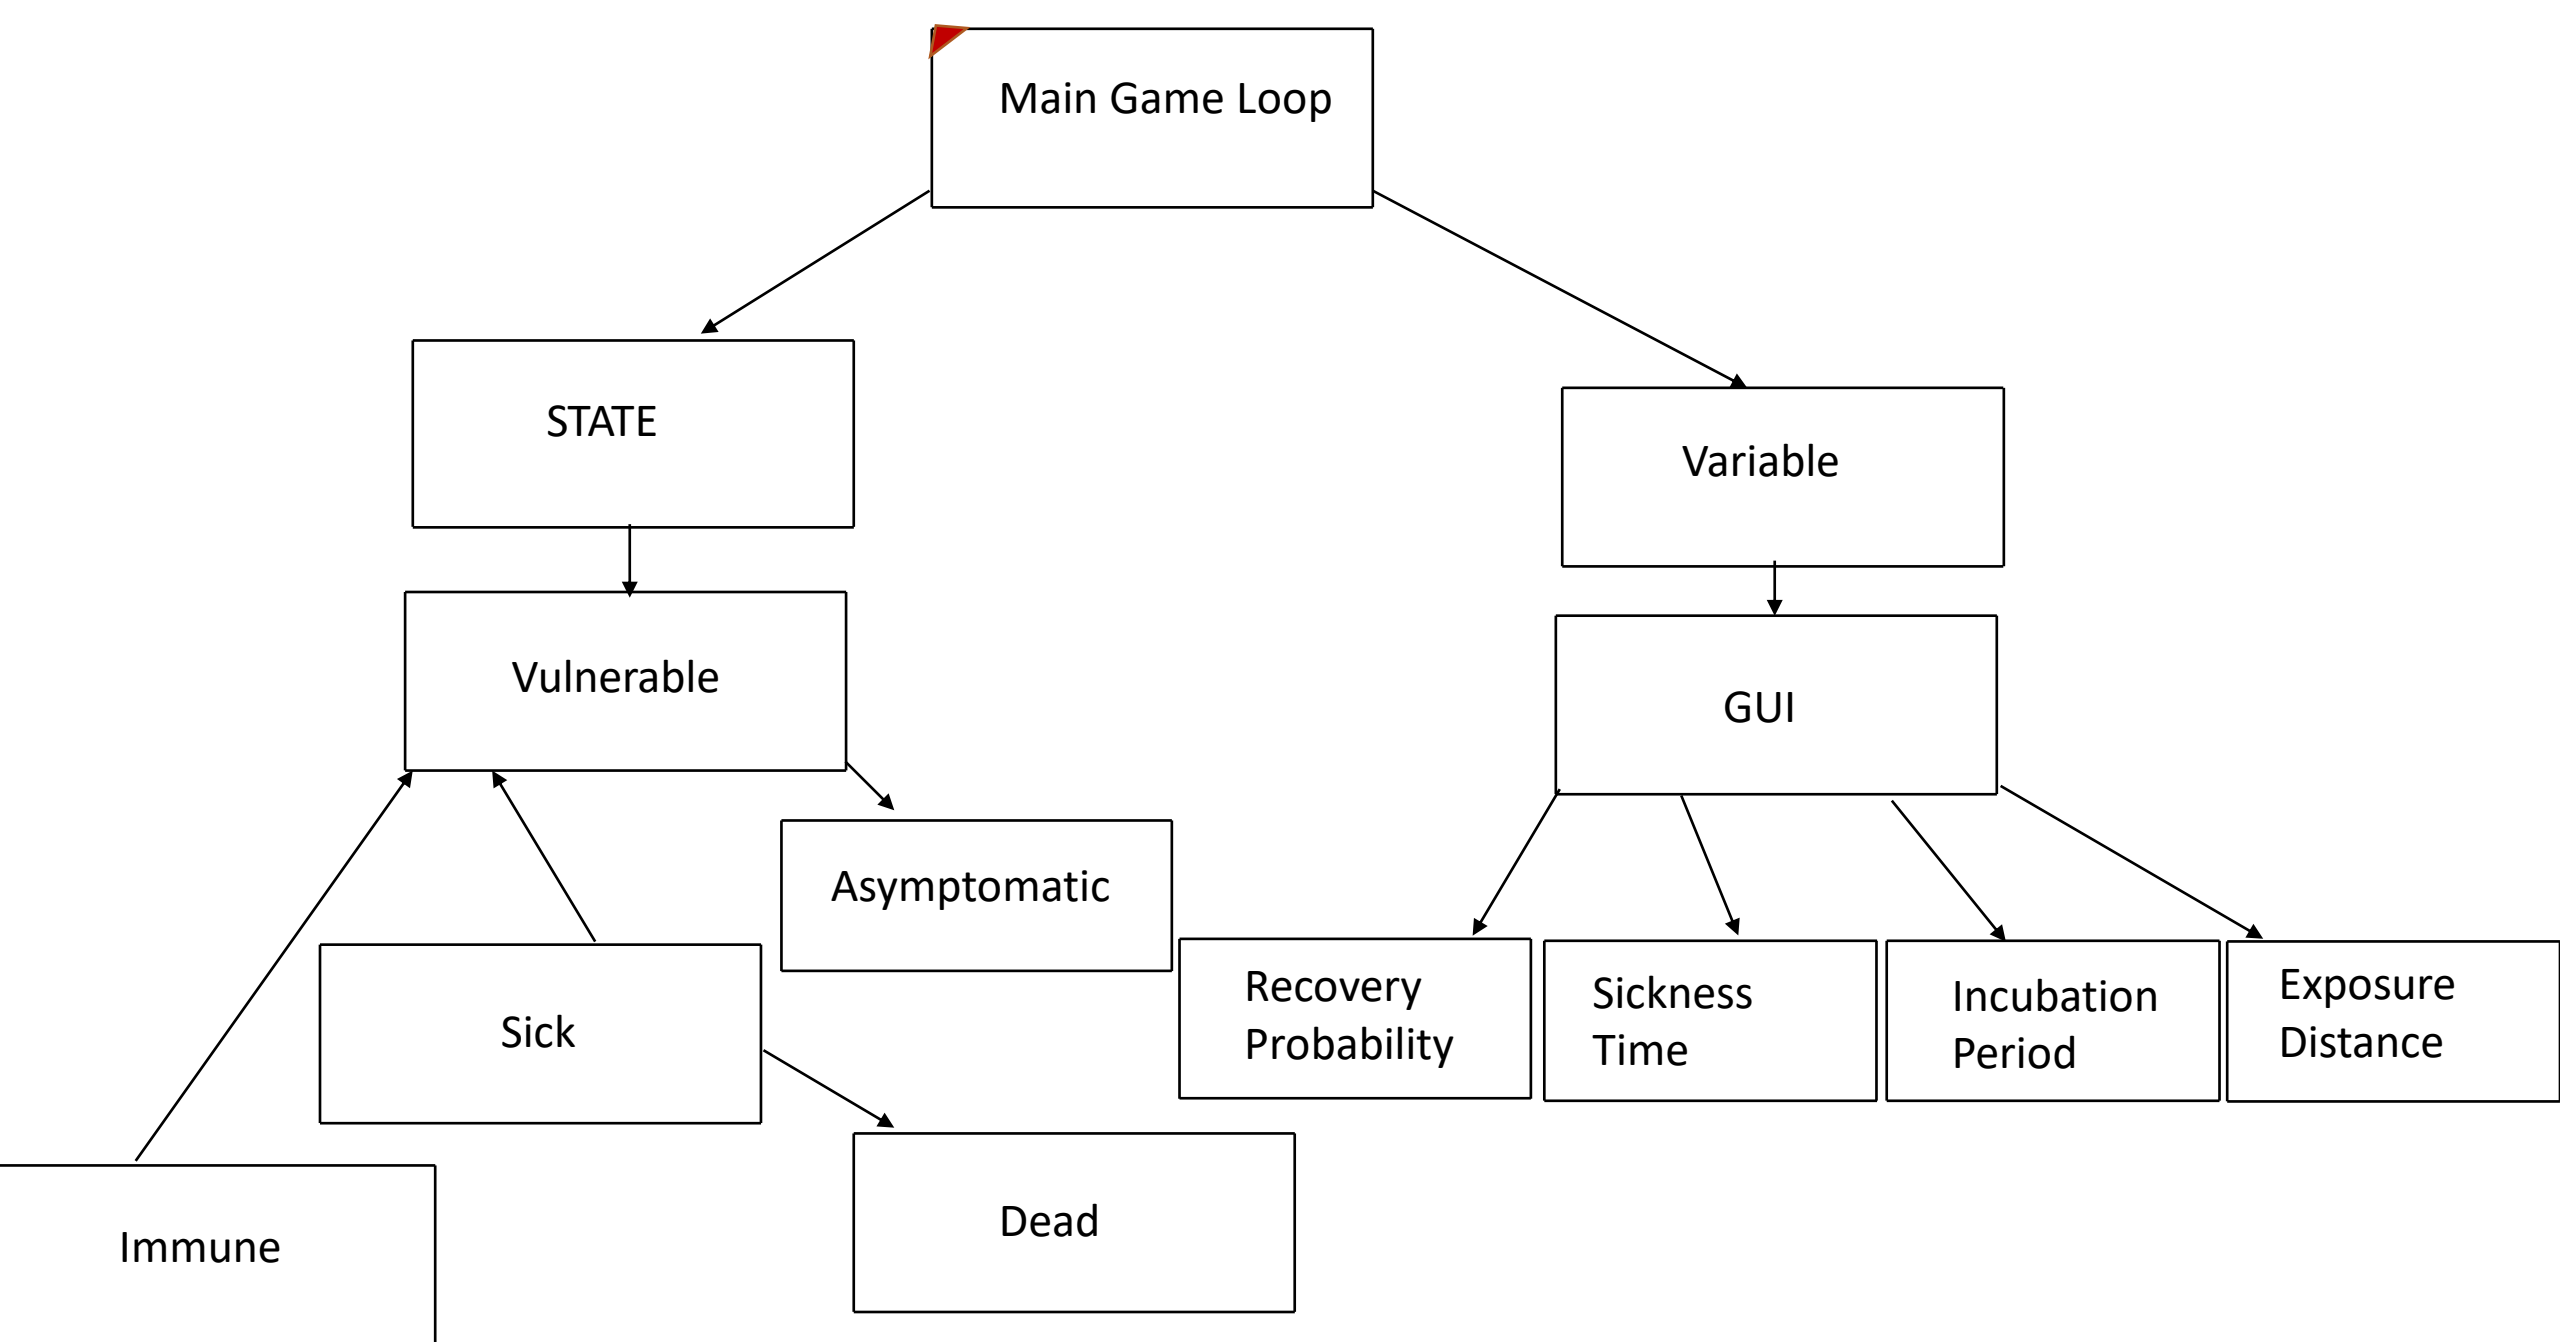 Main Game Loop
STATE
Variable
Vulnerable
GUI
Asymptomatic
Recovery
Probability
Sickness
Time
Incubation
Period
Exposure
Distance
Sick
Dead
Immune